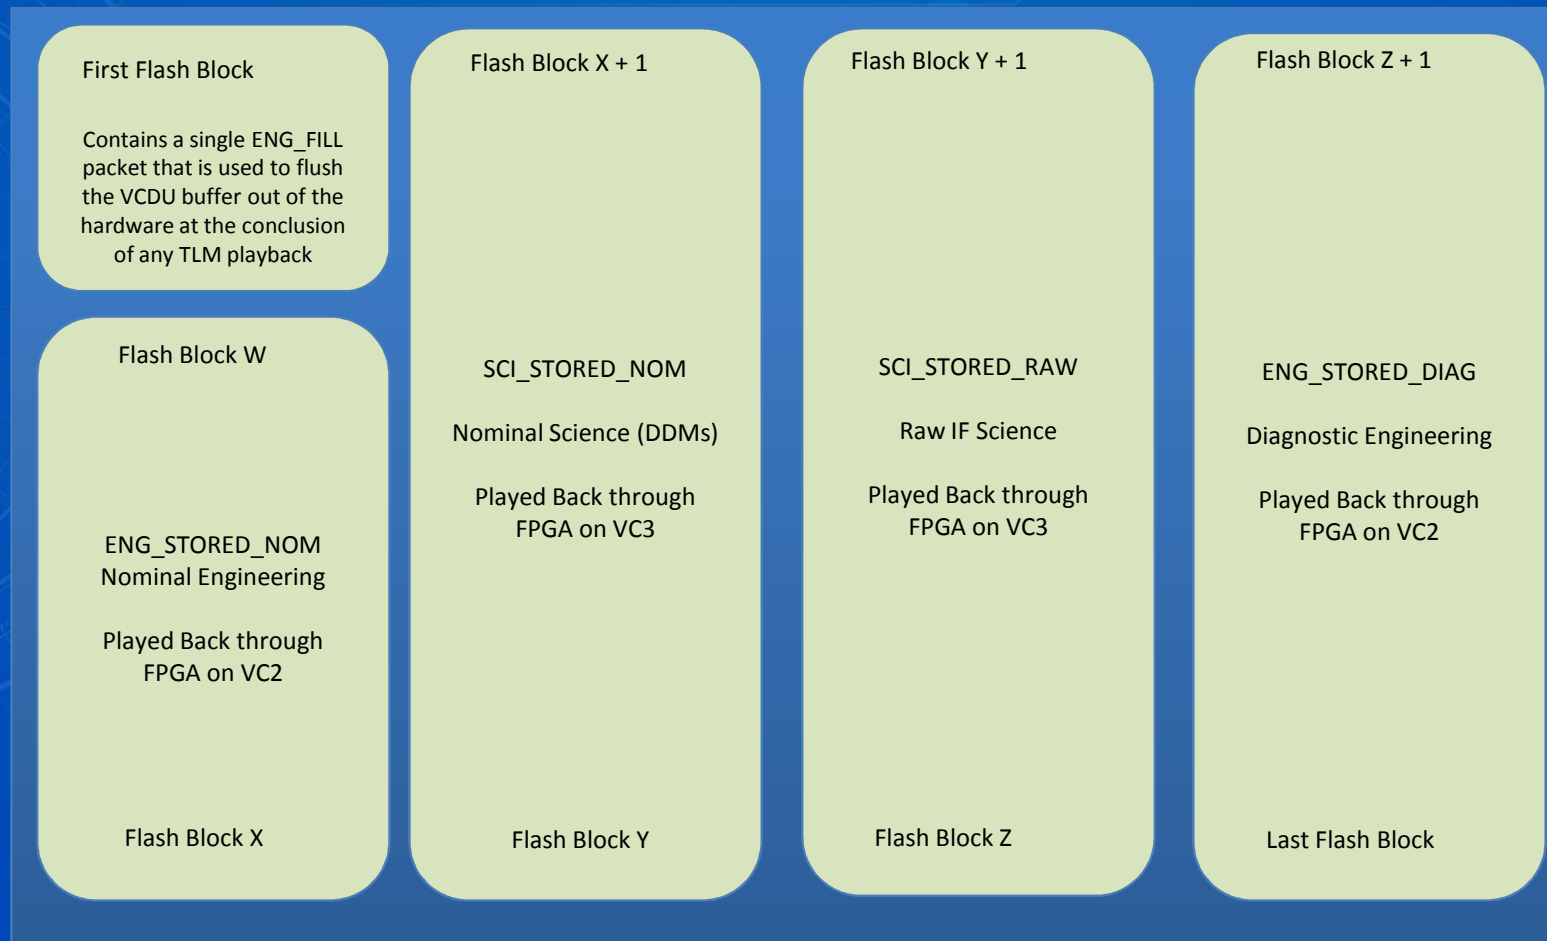 First Flash Block
Contains a single ENG_FILL
packet that is used to flush
the VCDU buffer out of the
hardware at the conclusion
of any TLM playback
Flash Block W
ENG_STORED_NOM
Nominal Engineering
Played Back through
FPGA on VC2
Flash Block X
Flash Block X + 1
SCI_STORED_NOM
Nominal Science (DDMs)
Played Back through
FPGA on VC3
Flash Block Y
Flash Block Y + 1
SCI_STORED_RAW
Raw IF Science
Played Back through
FPGA on VC3
Flash Block Z
Flash Block Z + 1
ENG_STORED_DIAG
Diagnostic Engineering
Played Back through
FPGA on VC2
Last Flash Block